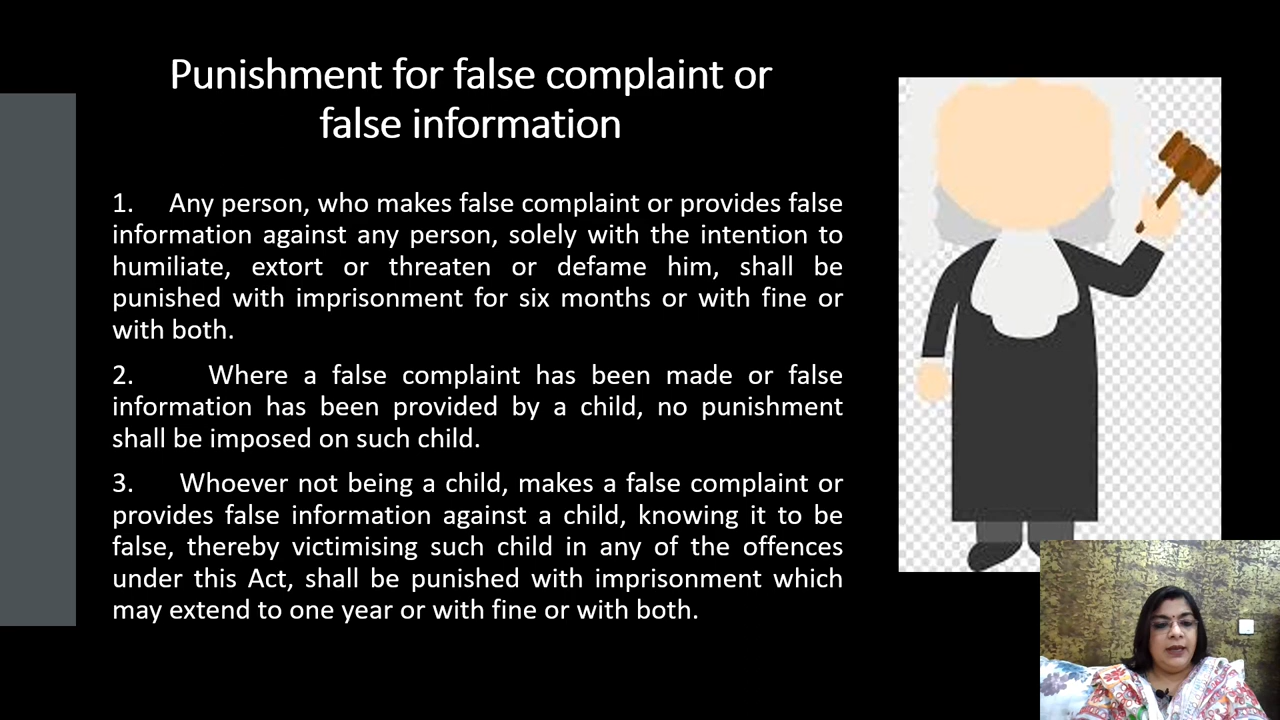 Punishment for false complaint or
false information
1. Any person, who makes false complaint or provides false
information against any person, solely with the intention to
humiliate, extort or threaten or defame him, shall be
punished with imprisonment for six months or with fine or
with both.
2. Where a false complaint has been made or false
information has been provided by a child, no punishment
shall be imposed on such child.
3. Whoever not being a child, makes a false complaint or
provides false information against a child, knowing it to be
false, thereby victimising such child in any of the offences
under this Act, shall be punished with imprisonment which
may extend to one year or with fine or with both.